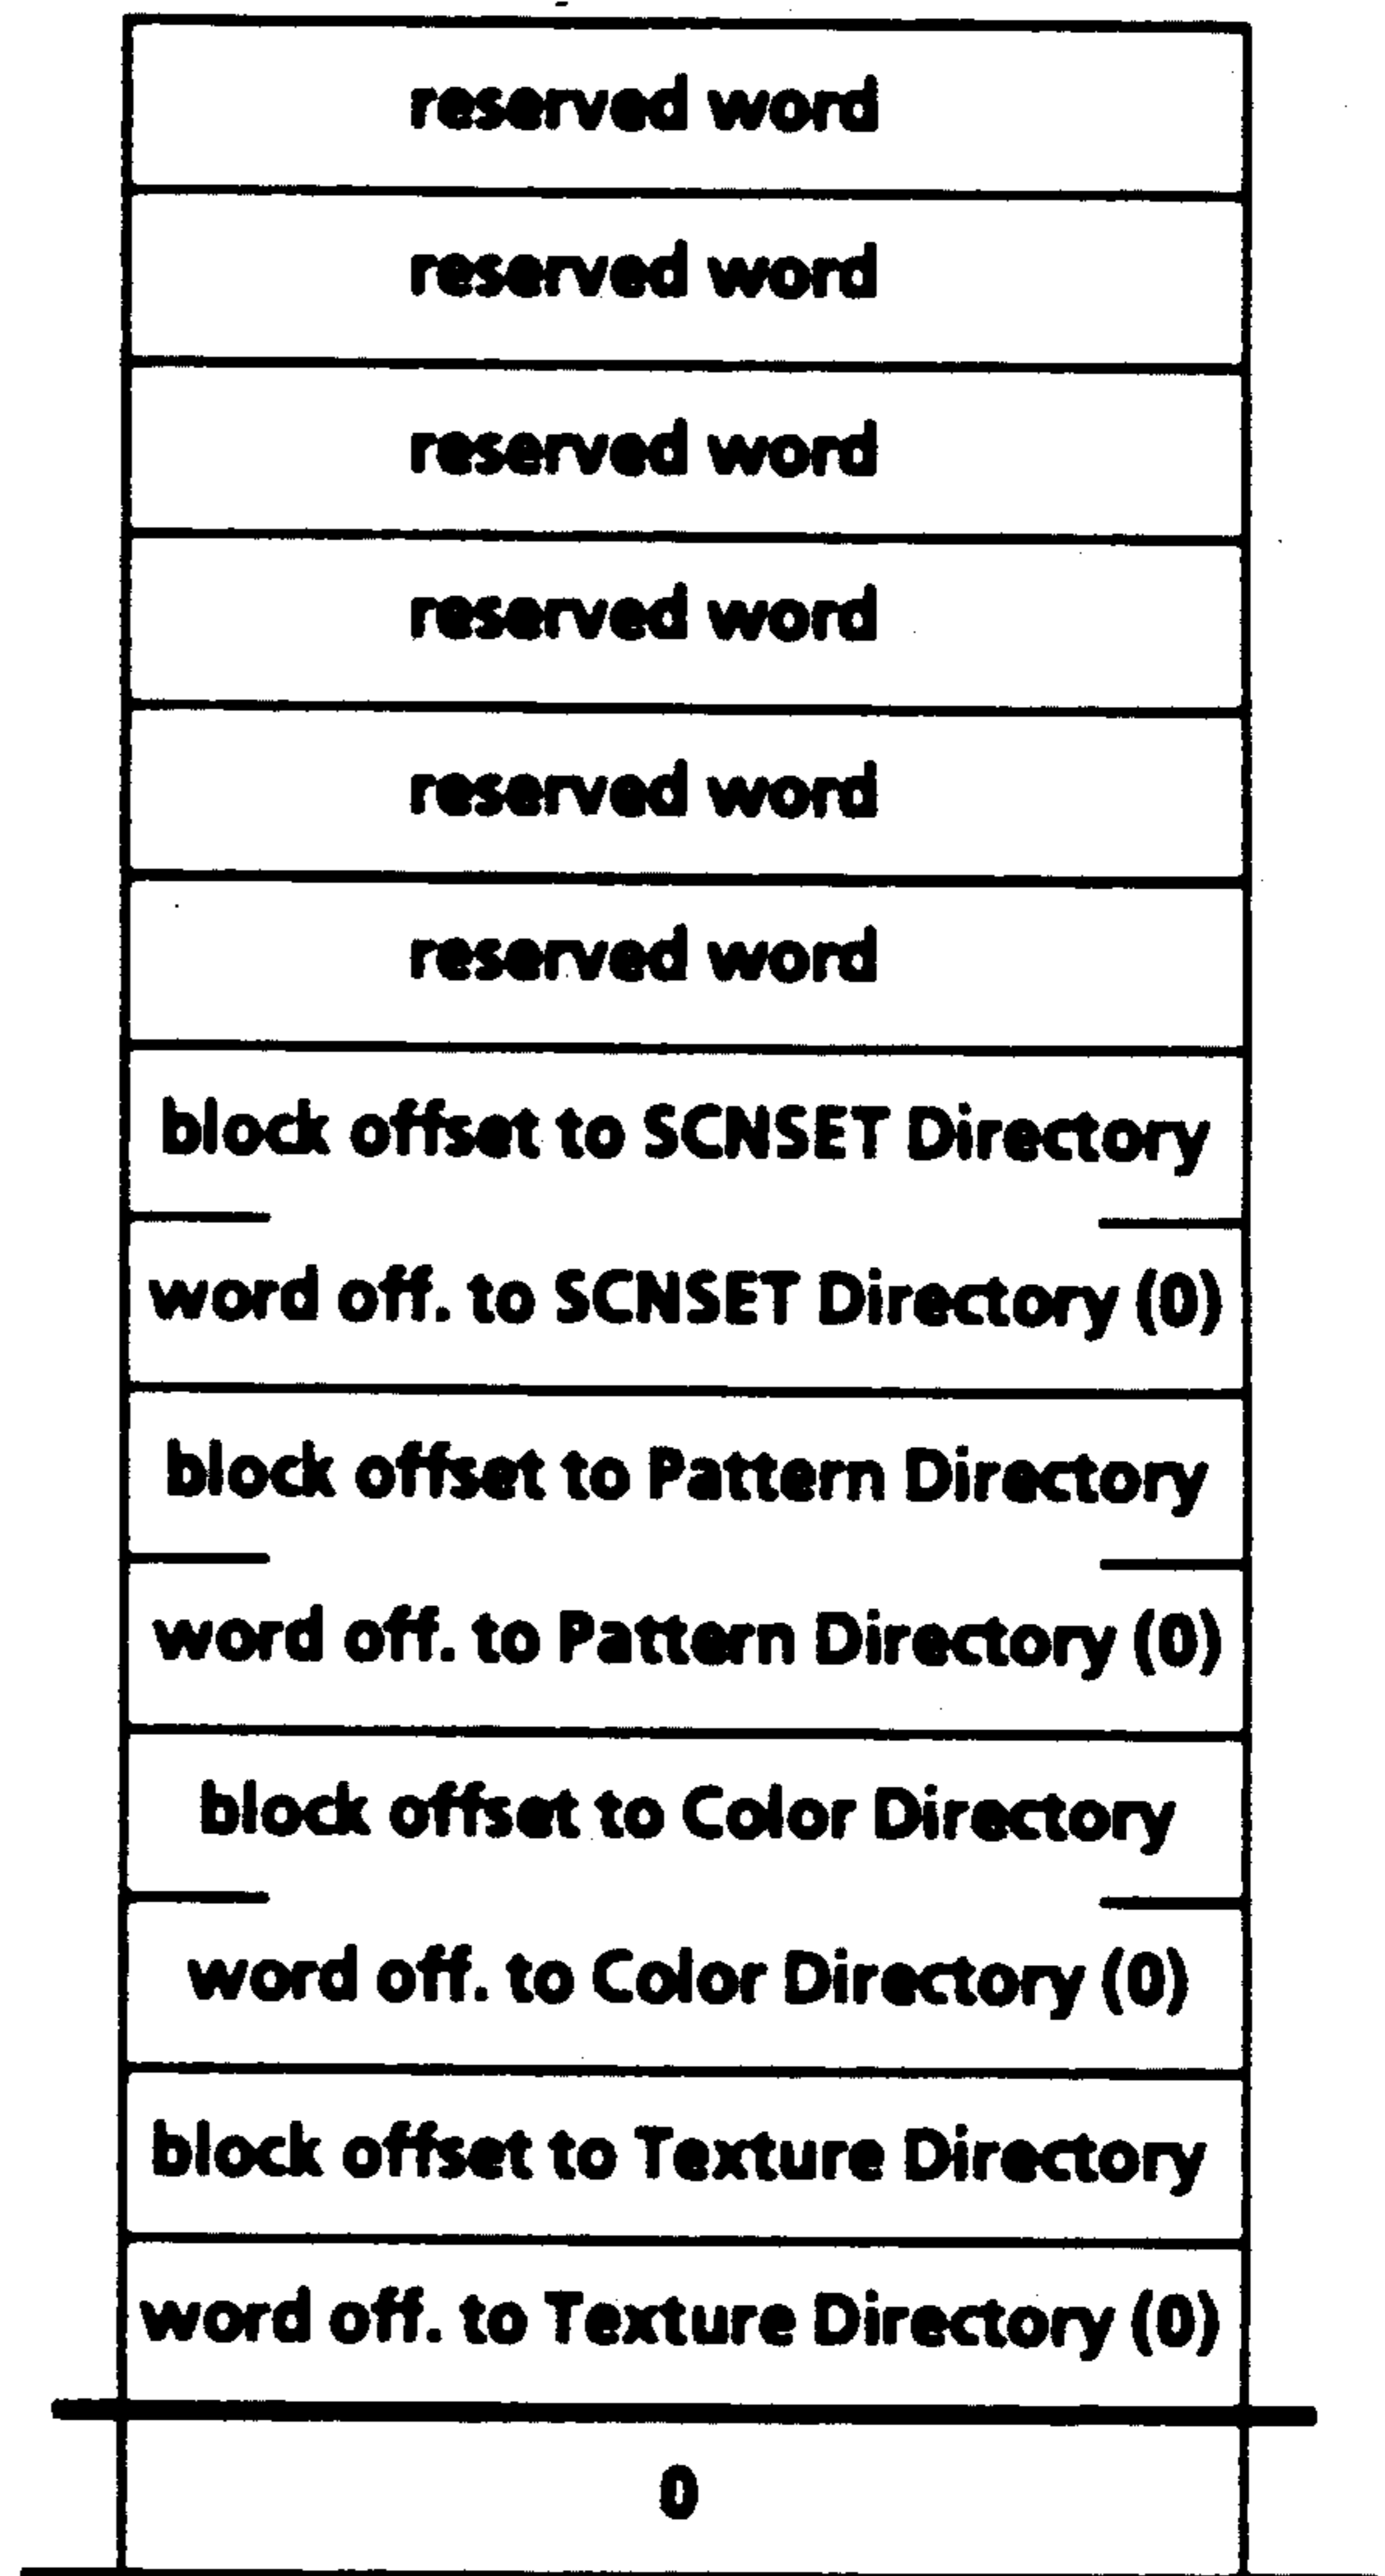 reserved word
reserved word
reserved word
reserved word
reserved word
reserved word
block offset to SCNSET Directory
word off. to SCNSET Directory (0)
block offset to Pattern Directory
word off. to Pattern Directory (0)
block offset to Color Directory
word off. to Color Directory (0)
block offset to Texture Directory
word off. to Texture Directory (0)
0